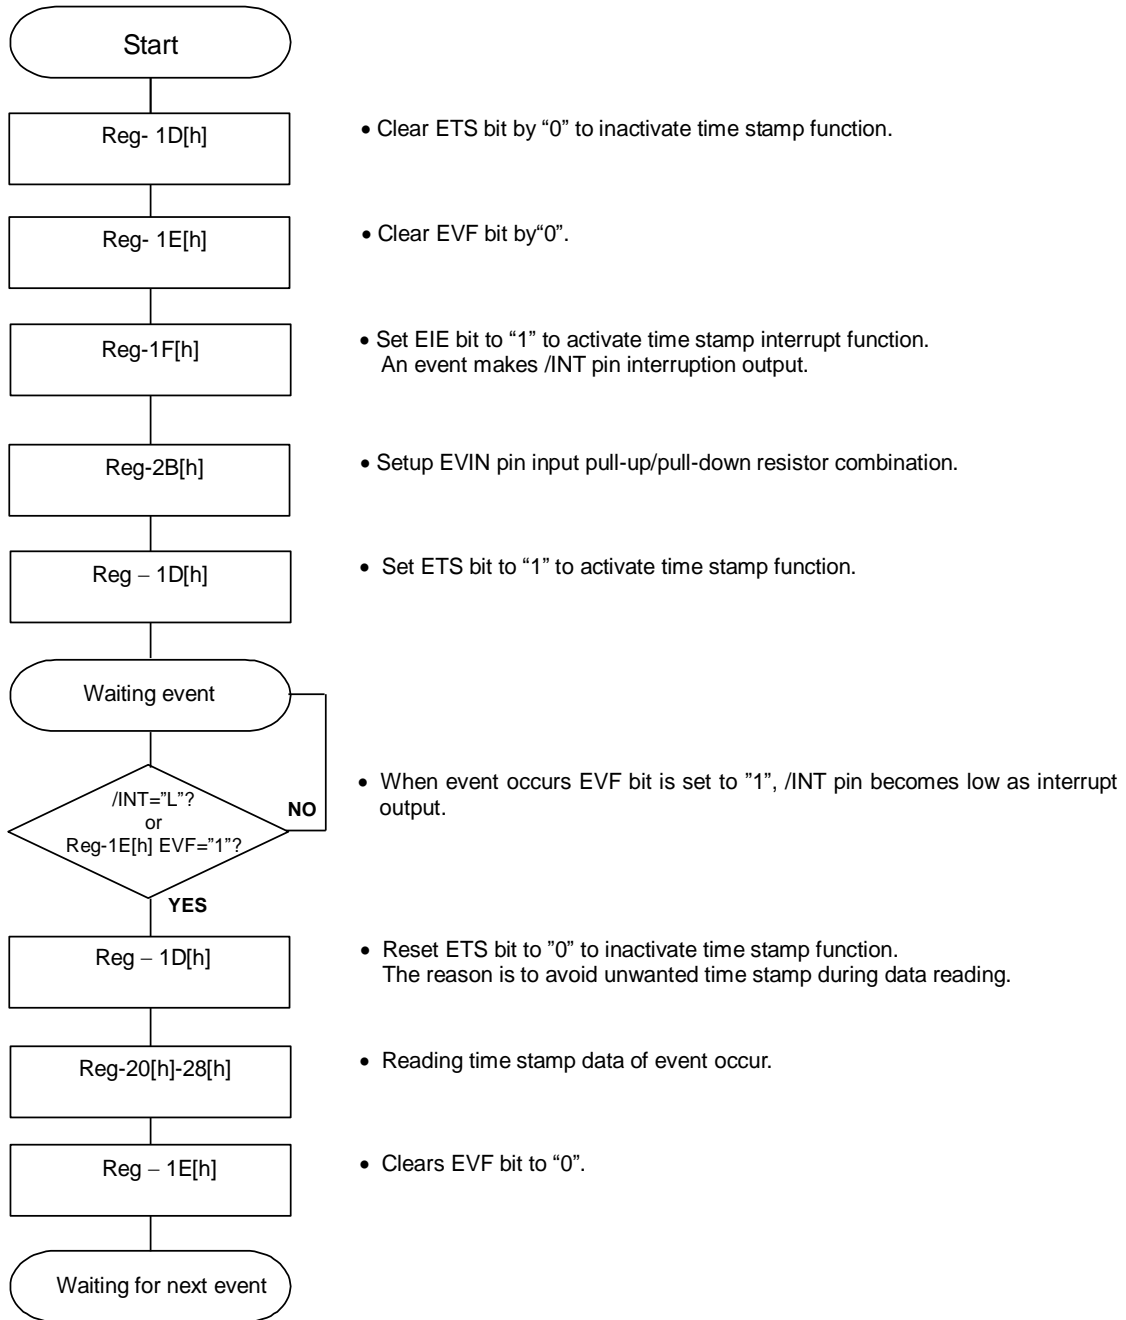 Start
Reg- 1D[h]
• Clear ETS bit by “0” to inactivate time stamp function.
Reg- 1E[h]
• Clear EVF bit by“0”.
Reg-1F[h]
• Set EIE bit to “1” to activate time stamp interrupt function.
An event makes /INT pin interruption output.
Reg-2B[h]
• Setup EVIN pin input pull-up/pull-down resistor combination.
Reg – 1D[h]
• Set ETS bit to “1” to activate time stamp function.
Waiting event
/INT=”L”?
or
Reg-1E[h] EVF=”1”?
NO
• When event occurs EVF bit is set to ”1”, /INT pin becomes low as interrupt
output.
YES
Reg – 1D[h]
• Reset ETS bit to ”0” to inactivate time stamp function.
The reason is to avoid unwanted time stamp during data reading.
Reg-20[h]-28[h]
• Reading time stamp data of event occur.
Reg – 1E[h]
• Clears EVF bit to “0”.
Waiting for next event